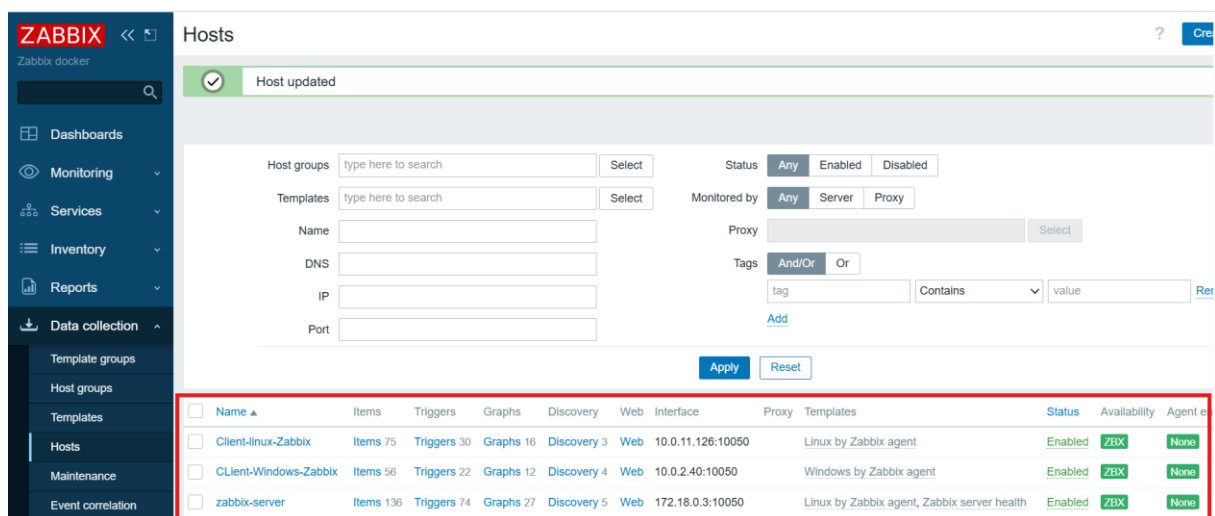 ZABBIX
Zabbix docker
Dashboards
Monitoring
Services
Inventory
Reports
Data collection
Template groups
Host groups
Templates
Hosts
Maintenance
Event correlation
Hosts ? Cre
Host updated
Host groups type here to search Select Status Any Enabled Disabled
Templates type here to search Select Monitored by Any Server Proxy
Name Proxy Select
DNS Tags And/Or Or
IP tag Contains value Rem
Port Add
Apply Reset
Name Items Triggers Graphs Discovery Web Interface Proxy Templates Status Availability Agent en
Client-linux-Zabbix Items 75 Triggers 30 Graphs 16 Discovery 3 Web 10.0.11.126:10050 Linux by Zabbix agent Enabled ZBX None
CLient-Windows-Zabbix Items 56 Triggers 22 Graphs 12 Discovery 4 Web 10.0.2.40:10050 Windows by Zabbix agent Enabled ZBX None
zabbix-server Items 136 Triggers 74 Graphs 27 Discovery 5 Web 172.18.0.3:10050 Linux by Zabbix agent, Zabbix server health Enabled ZBX None